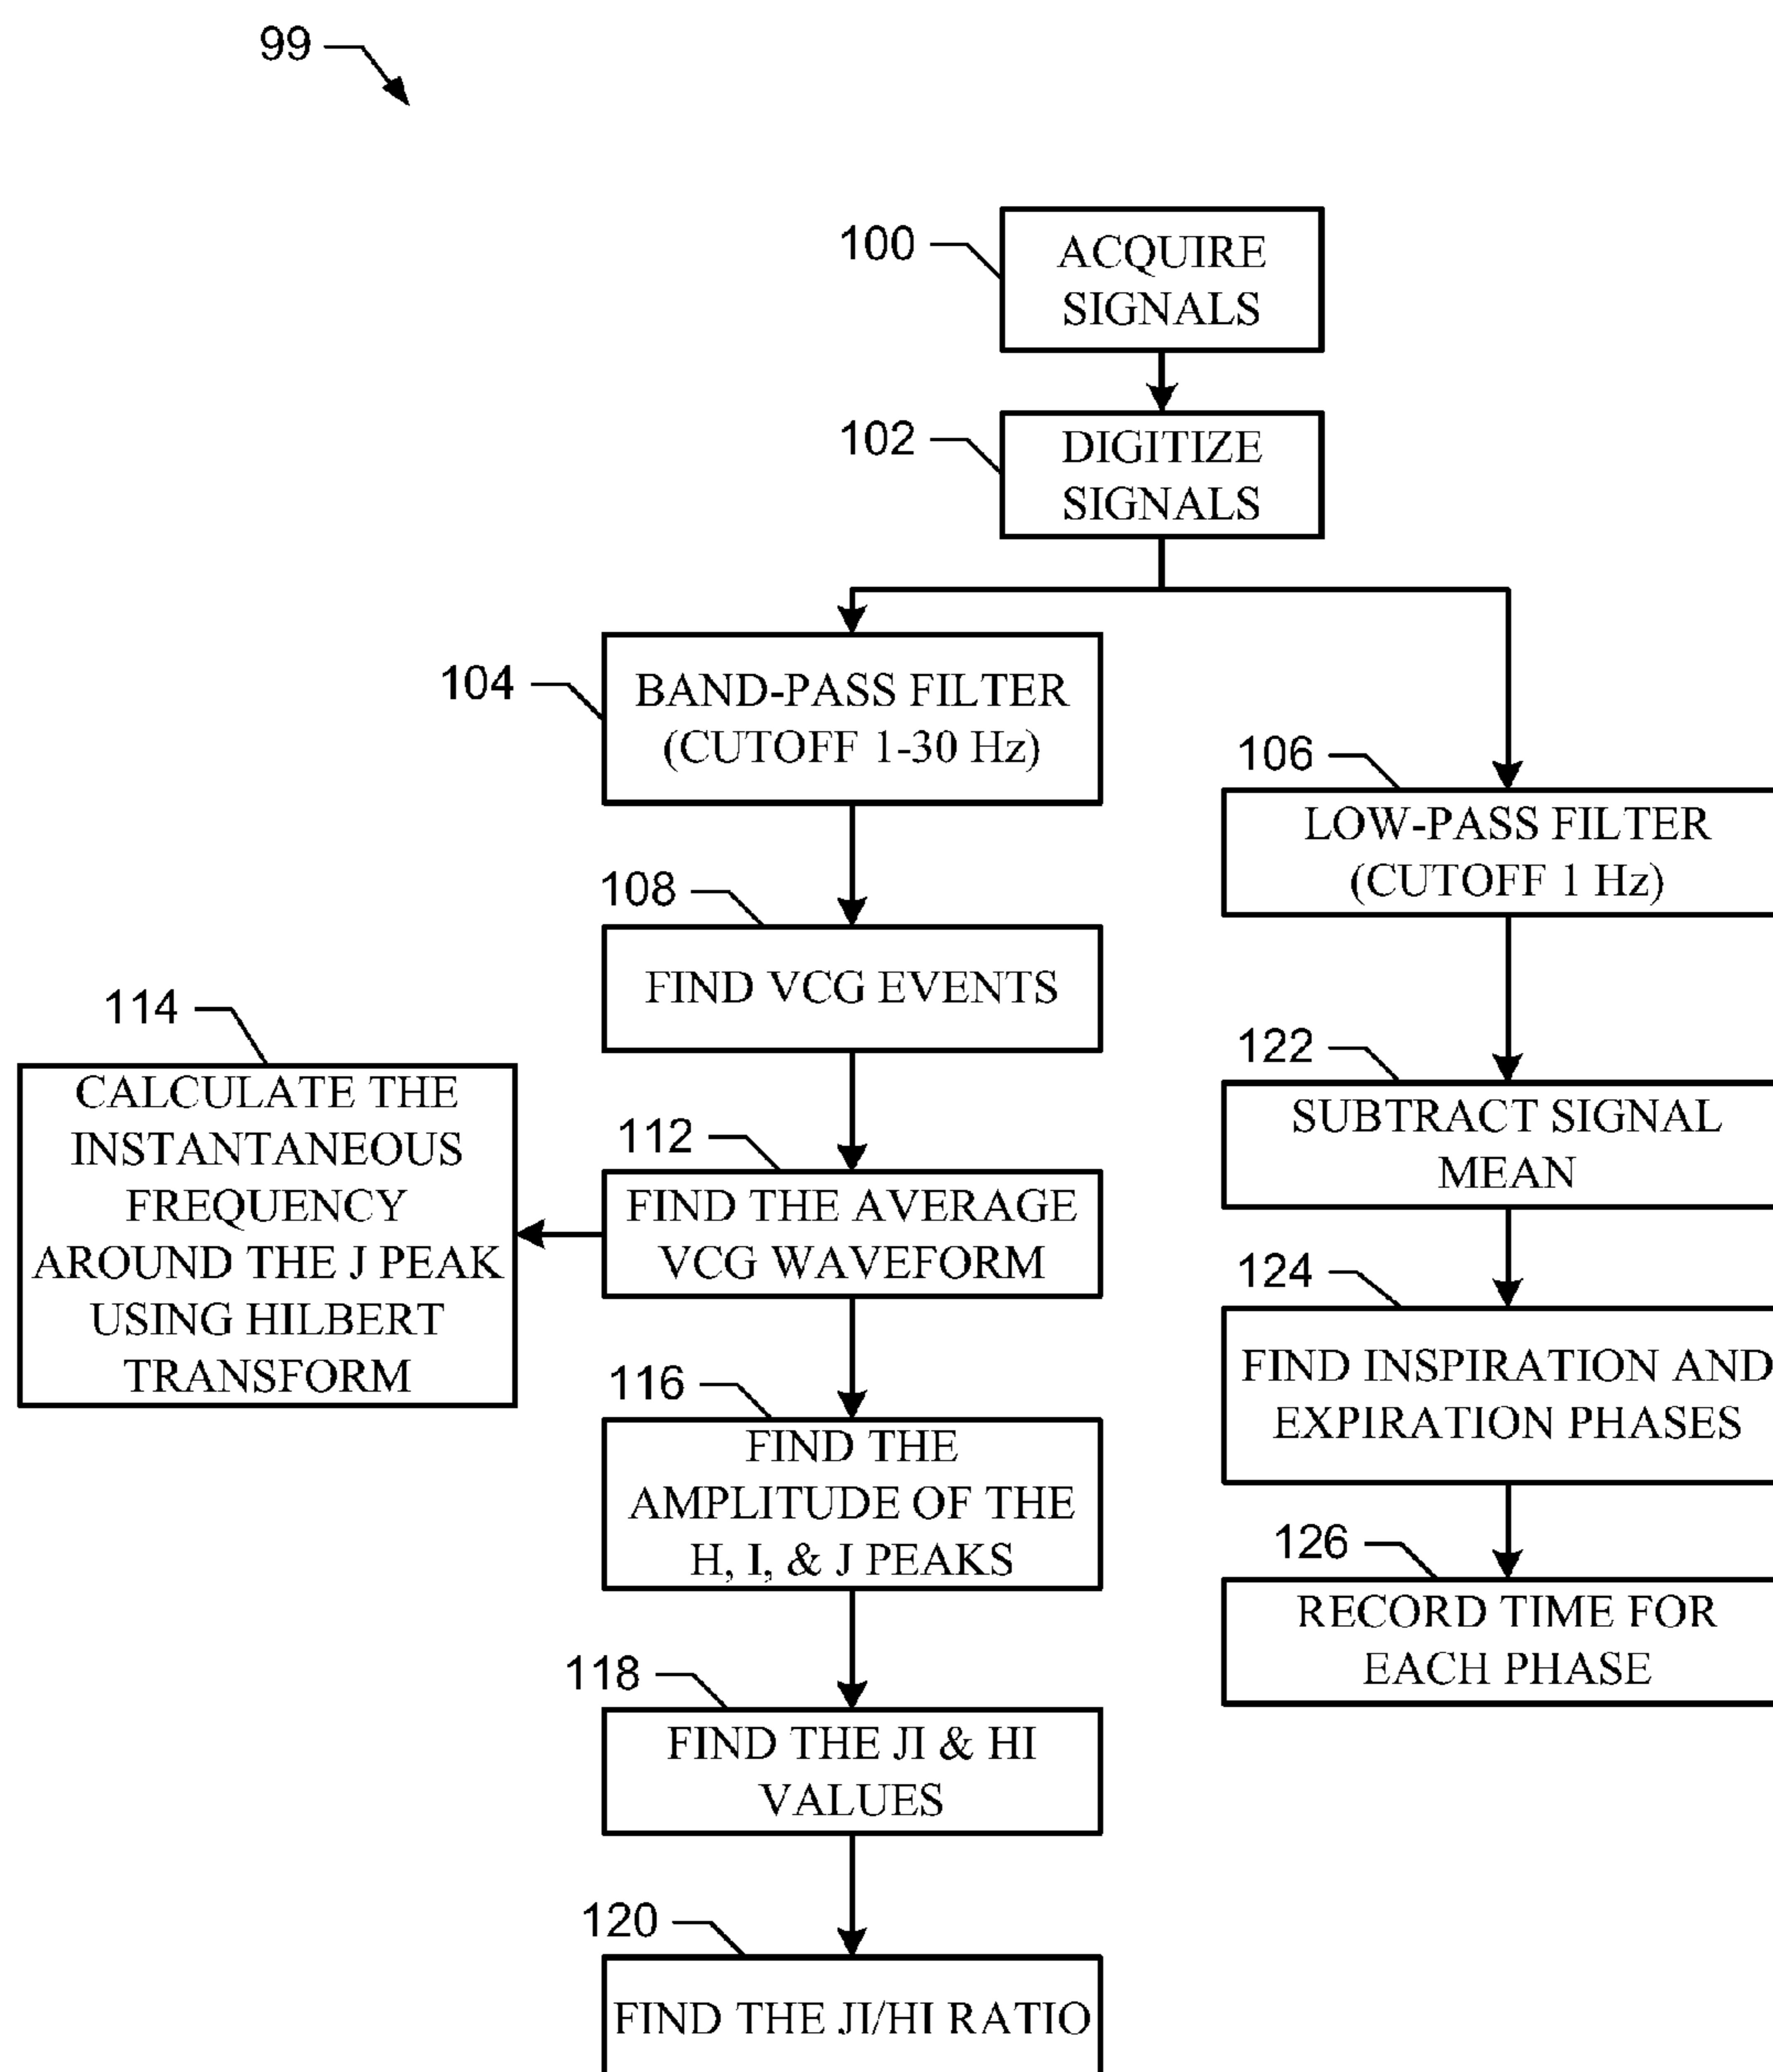 99
100
ACQUIRE
SIGNALS
102
DIGITIZE
SIGNALS
104
BAND-PASS FILTER
(CUTOFF 1-30 Hz)
106
LOW-PASS FILTER
(CUTOFF 1 Hz)
108
FIND VCG EVENTS
114
CALCULATE THE
INSTANTANEOUS
FREQUENCY
AROUND THE J PEAK
USING HILBERT
TRANSFORM
112
FIND THE AVERAGE
VCG WAVEFORM
122
SUBTRACT SIGNAL
MEAN
124
FIND INSPIRATION AND
EXPIRATION PHASES
116
FIND THE
AMPLITUDE OF THE
H, I, & J PEAKS
126
RECORD TIME FOR
EACH PHASE
118
FIND THE JI & HI
VALUES
120
FIND THE JI/HI RATIO